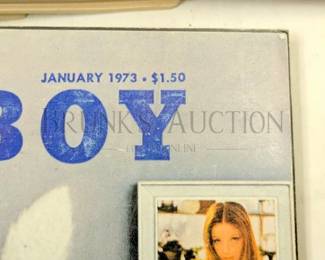 JANUARY 1973 • $1.50
BOY
BRUNK'S AUCTION